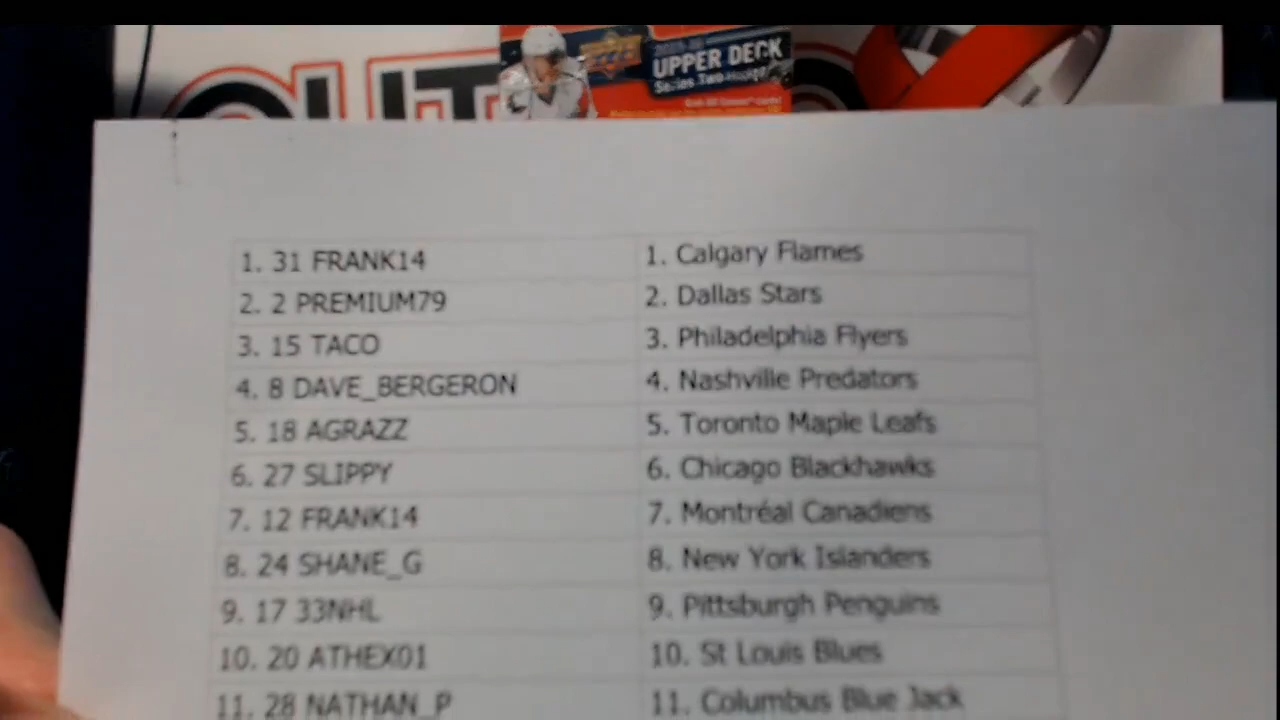 UPPER DECK
Series Two Hockey
1. 31 FRANK14 1. Calgary Flames
2. 2 PREMIUM79 2. Dallas Stars
3. 15 TACO 3. Philadelphia Flyers
4. 8 DAVE_BERGERON 4. Nashville Predators
5. 18 AGRAZZ 5. Toronto Maple Leafs
6. 27 SLIPPY 6. Chicago Blackhawks
7. 12 FRANK14 7. Montréal Canadiens
8. 24 SHANE_G 8. New York Islanders
9. 17 33NHL 9. Pittsburgh Penguins
10. 20 ATHEX01 10. St Louis Blues
11. 28 NATHAN_P 11. Columbus Blue Jack